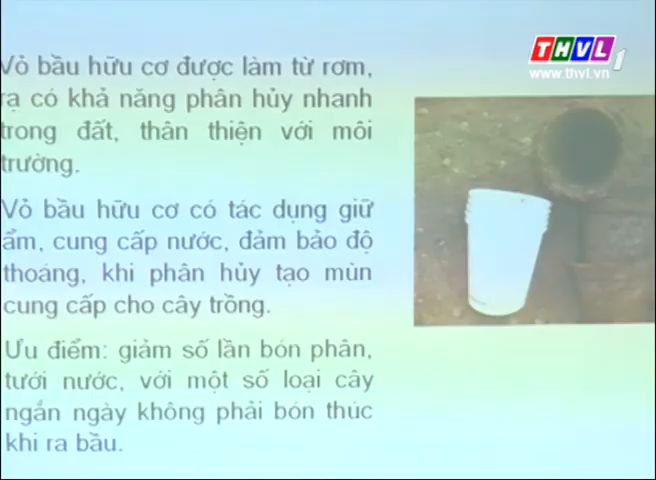 THVL1
www.thvl.vn
Vỏ bầu hữu cơ được làm từ rơm,
rạ có khả năng phân hủy nhanh
trong đất, thân thiện với môi
trường.
Vỏ bầu hữu cơ có tác dụng giữ
ẩm, cung cấp nước, đảm bảo độ
thoáng, khi phân hủy tạo mùn
cung cấp cho cây trồng.
Ưu điểm: giảm số lần bón phân,
tưới nước, với một số loại cây
ngắn ngày không phải bón thúc
khi ra bầu.